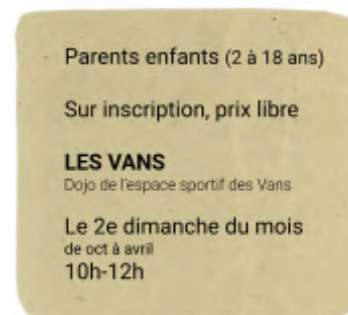 Parents enfants (2 à 18 ans)
Sur inscription, prix libre
LES VANS
Dojo de l'espace sportif des Vans
Le 2e dimanche du mois
de oct à avril
10h-12h